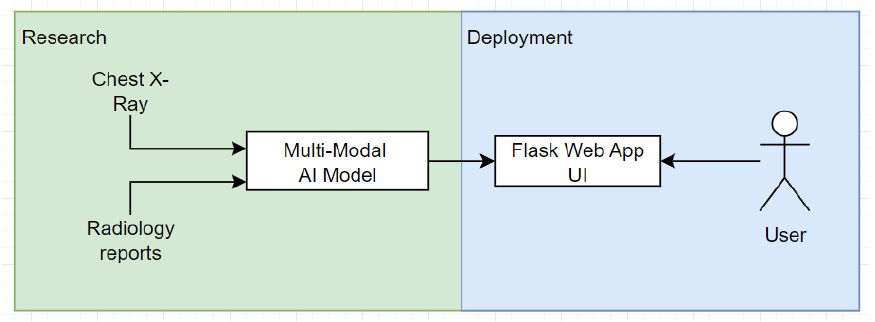 Research
Deployment
Chest X-
Ray
Multi-Modal
AI Model
Flask Web App
UI
Radiology
reports
User